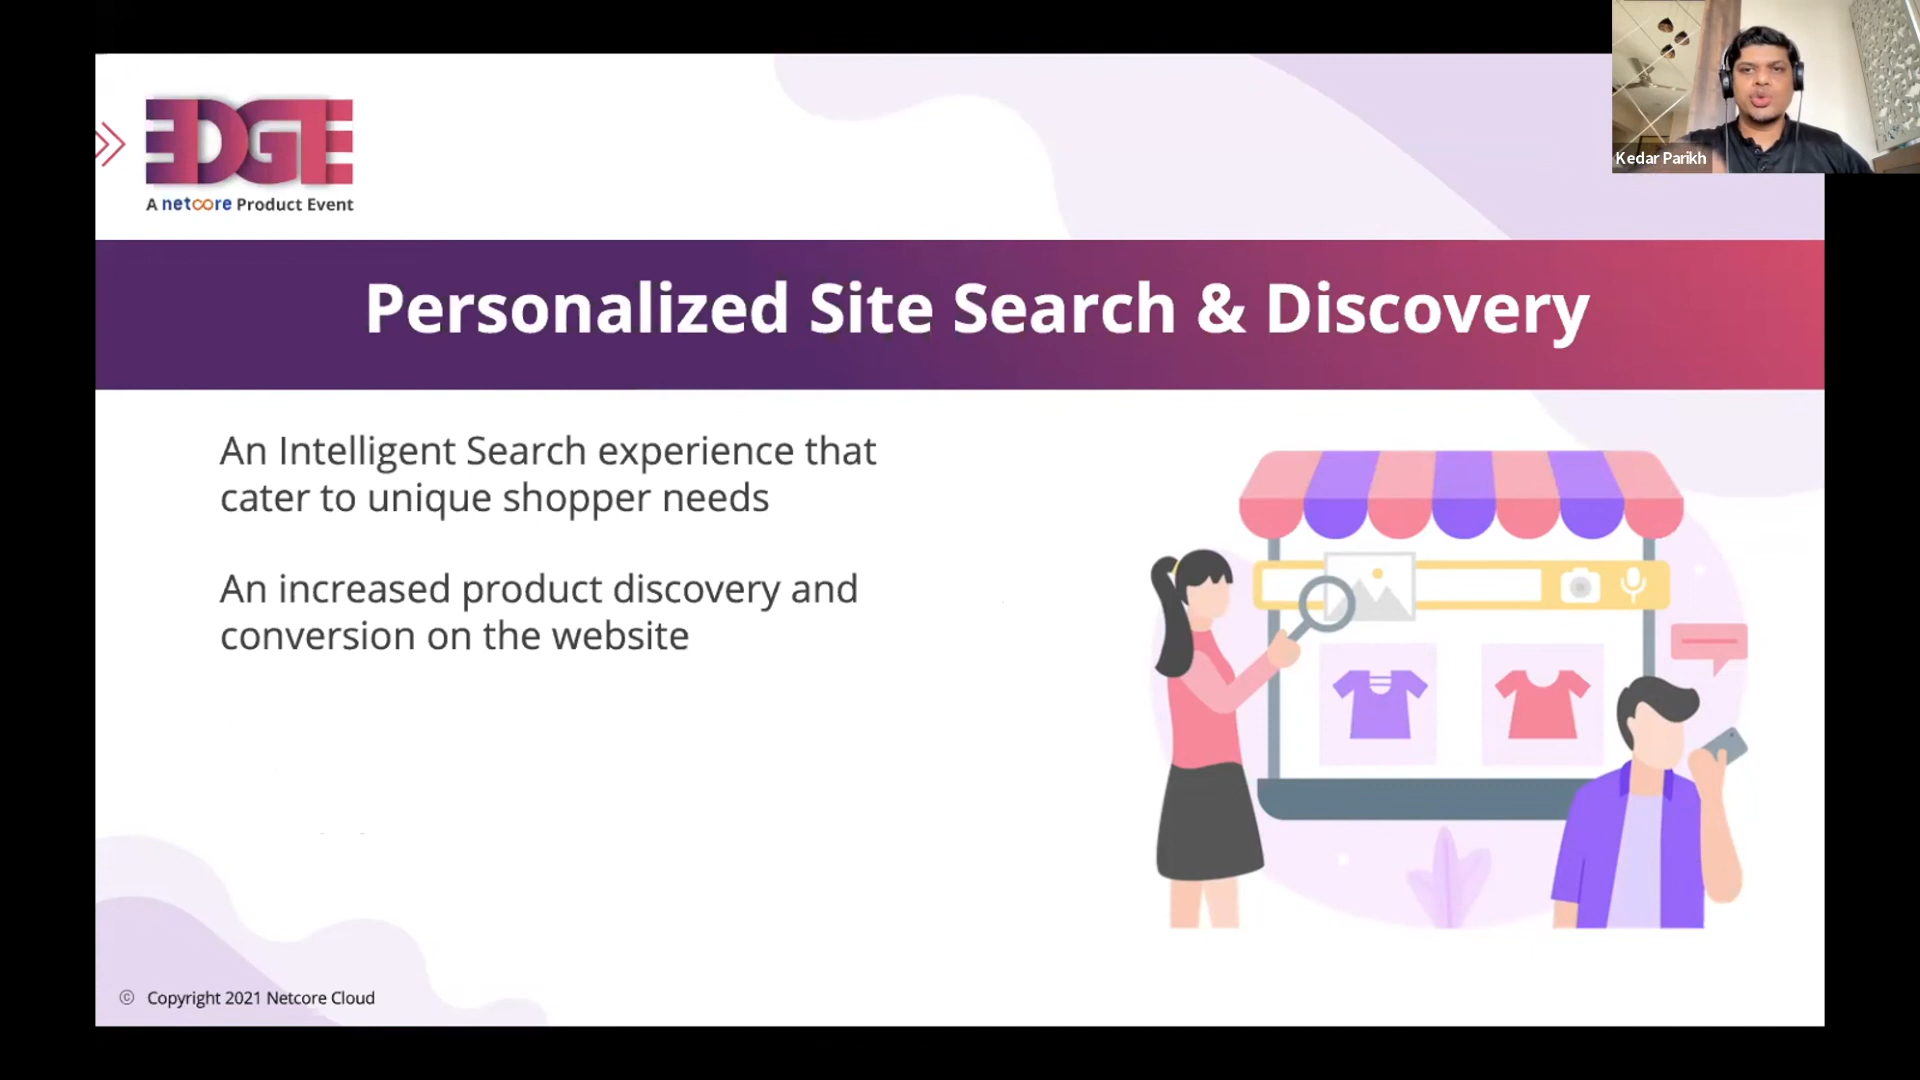 EDGE
A netcore Product Event
Kedar Parikh
Personalized Site Search & Discovery
An Intelligent Search experience that
cater to unique shopper needs
An increased product discovery and
conversion on the website
© Copyright 2021 Netcore Cloud